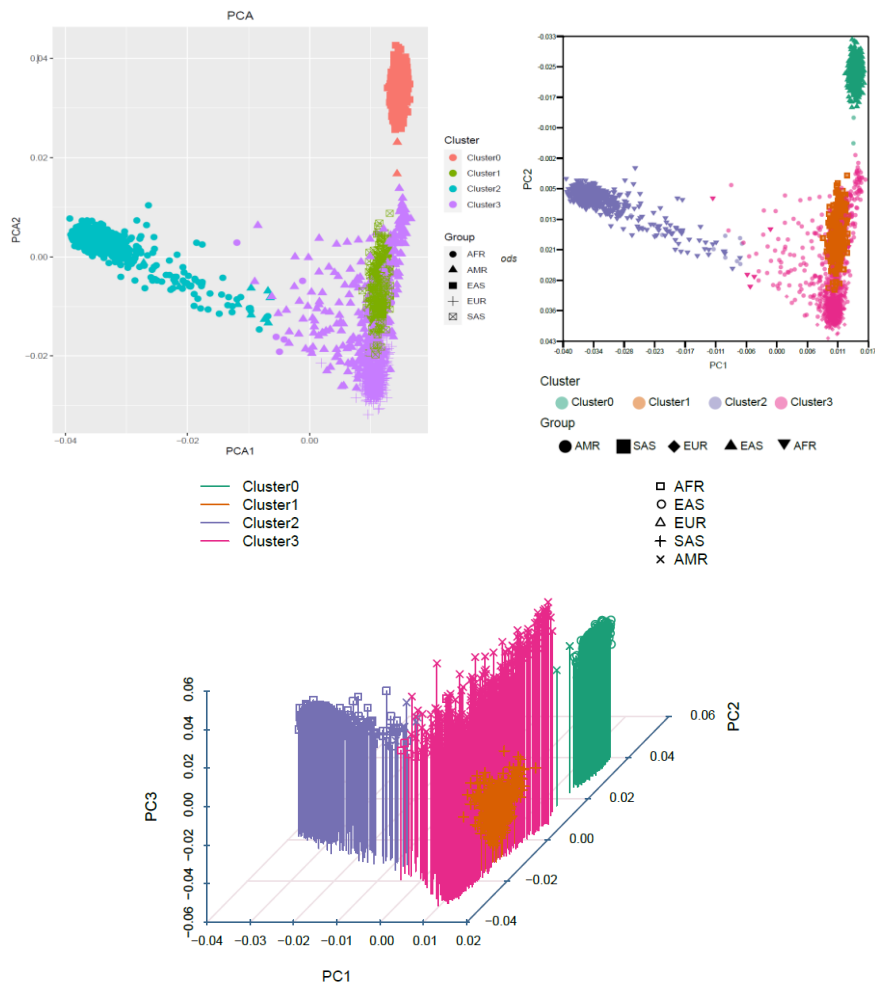 PCA
0.04
0.02
0.00
−0.02
−0.04
−0.02
0.00
PCA2
PCA1
Cluster
Cluster0
Cluster1
Cluster2
Cluster3
Group
AFR
AMR
EAS
EUR
SAS
ods
-0.033
-0.025
-0.017
-0.010
-0.002
0.005
0.013
0.021
0.028
0.036
0.043
PC2
-0.040 -0.034 -0.028 -0.023 -0.017 -0.011 -0.006 0.000 0.006 0.011 0.017
PC1
Cluster
Cluster0 Cluster1 Cluster2 Cluster3
Group
AMR SAS EUR EAS AFR
Cluster0
Cluster1
Cluster2
Cluster3
AFR
EAS
EUR
SAS
AMR
0.06
0.04
0.02
0.00
−0.02
−0.04
−0.06
PC3
−0.04 −0.03 −0.02 −0.01 0.00 0.01 0.02
PC1
0.06
0.04
0.02
0.00
−0.02
−0.04
PC2